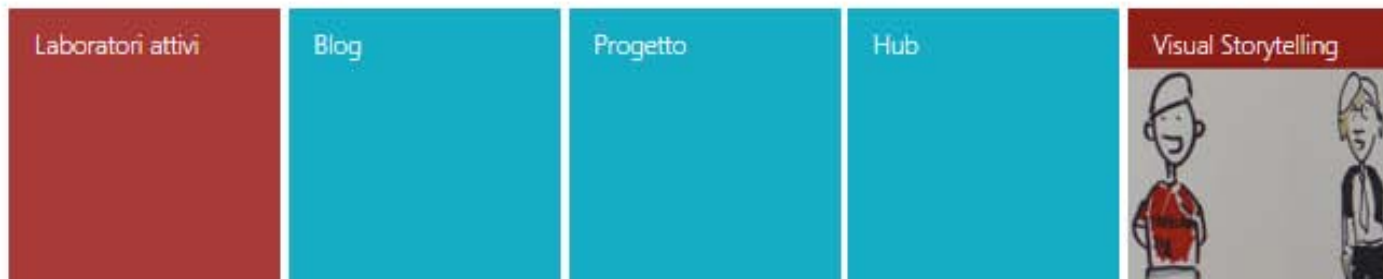 Laboratori attivi
Blog
Progetto
Hub
Visual Storytelling